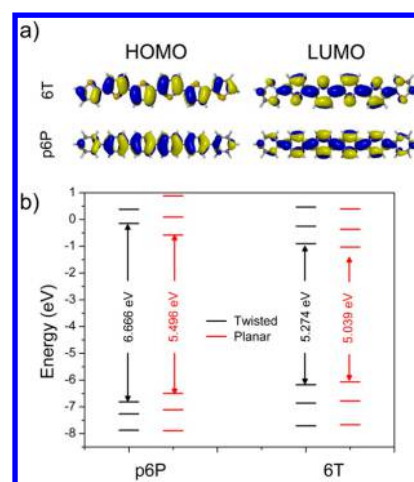 a)
HOMO LUMO
6T
p6P
b)
1
0
-1
-2
-3
-4
-5
-6
-7
-8
Energy (eV)
6.666 eV
5.496 eV
Twisted
Planar
5.274 eV
5.039 eV
p6P 6T